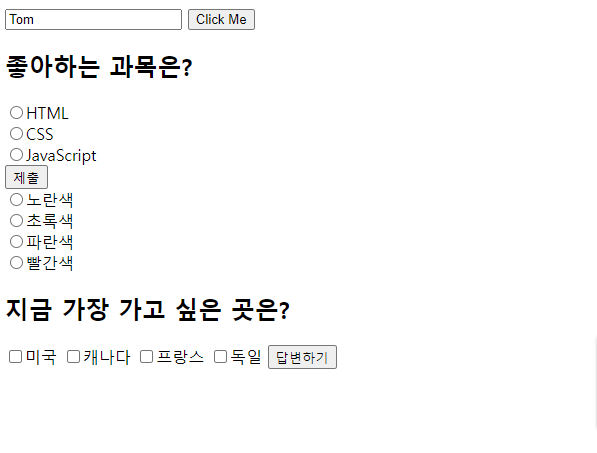 Tom Click Me
좋아하는 과목은?
HTML
CSS
JavaScript
제출
노란색
초록색
파란색
빨간색
지금 가장 가고 싶은 곳은?
미국 캐나다 프랑스 독일 답변하기